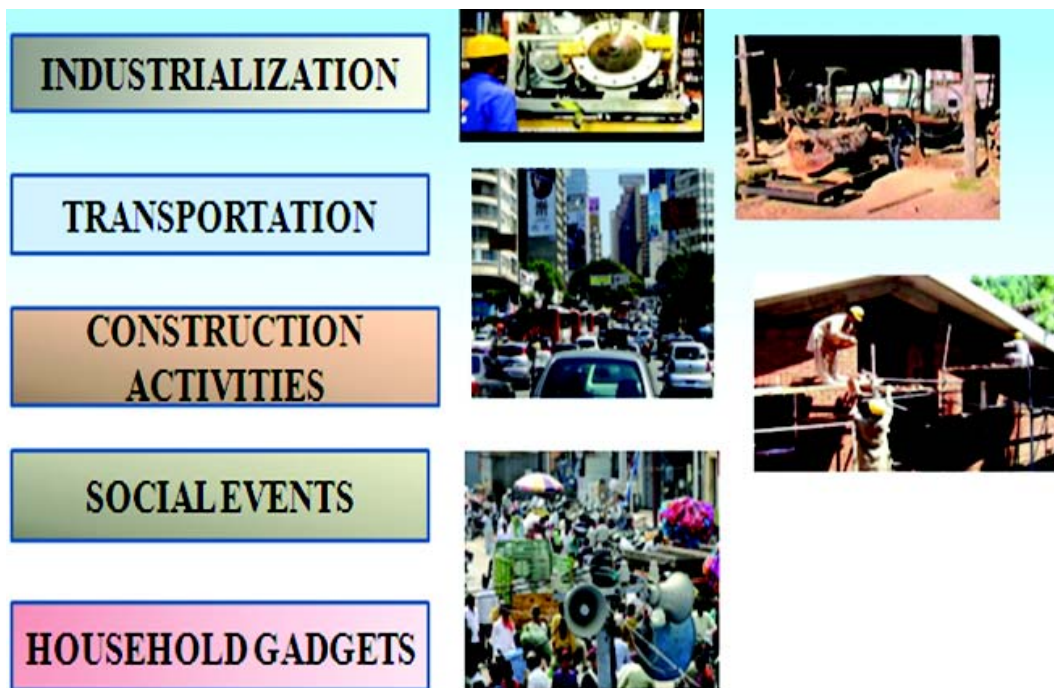 INDUSTRIALIZATION
TRANSPORTATION
CONSTRUCTION
ACTIVITIES
SOCIAL EVENTS
HOUSEHOLD GADGETS